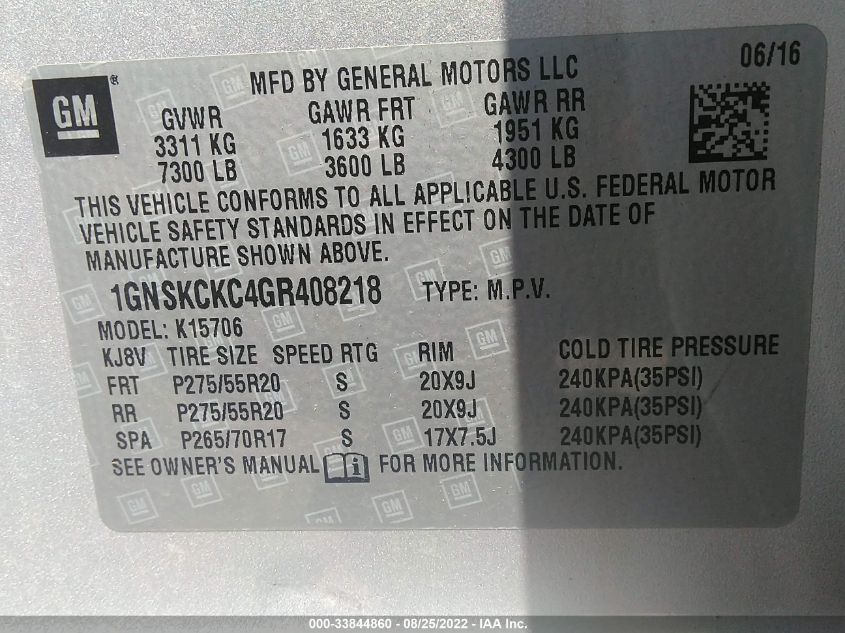 06/16
GM ®
MFD BY GENERAL MOTORS LLC
GVWR GAWR FRT GAWR RR
3311 KG 1633 KG 1951 KG
7300 LB 3600 LB 4300 LB
THIS VEHICLE CONFORMS TO ALL APPLICABLE U.S. FEDERAL MOTOR
VEHICLE SAFETY STANDARDS IN EFFECT ON THE DATE OF
MANUFACTURE SHOWN ABOVE.
1GNSKCKC4GR408218 TYPE: M.P.V.
MODEL: K15706
KJ8V TIRE SIZE SPEED RTG RIM COLD TIRE PRESSURE
FRT P275/55R20 S 20X9J 240KPA(35PSI)
RR P275/55R20 S 20X9J 240KPA(35PSI)
SPA P265/70R17 S 17X7.5J 240KPA(35PSI)
SEE OWNER'S MANUAL i FOR MORE INFORMATION.
000-33844860 - 08/25/2022 - IAA Inc.